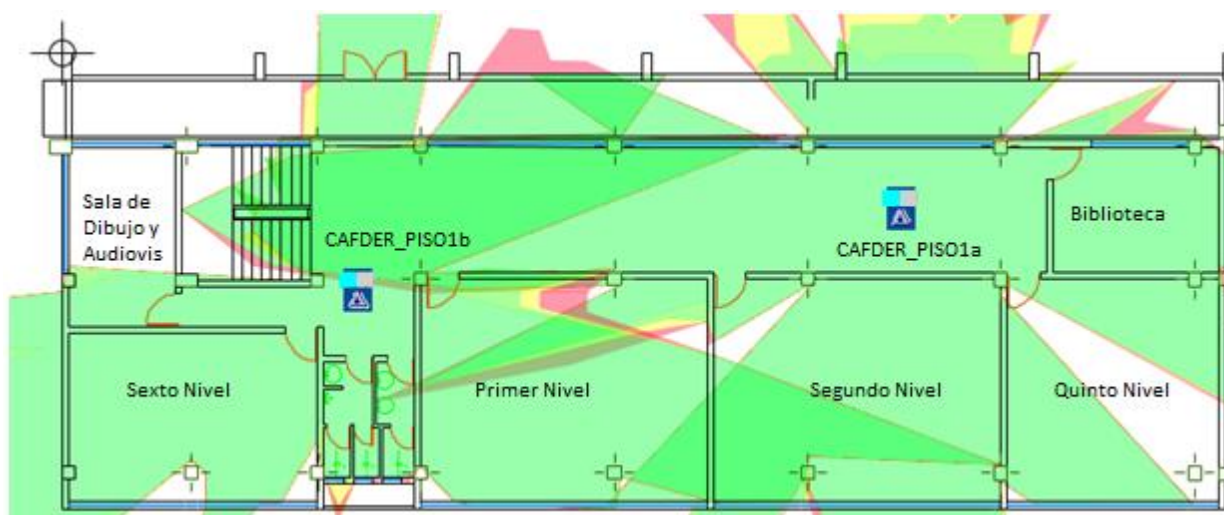 Sala de
Dibujo y
Audiovis
CAFDER_PISO1b
CAFDER_PISO1a
Biblioteca
Sexto Nivel
Primer Nivel
Segundo Nivel
Quinto Nivel